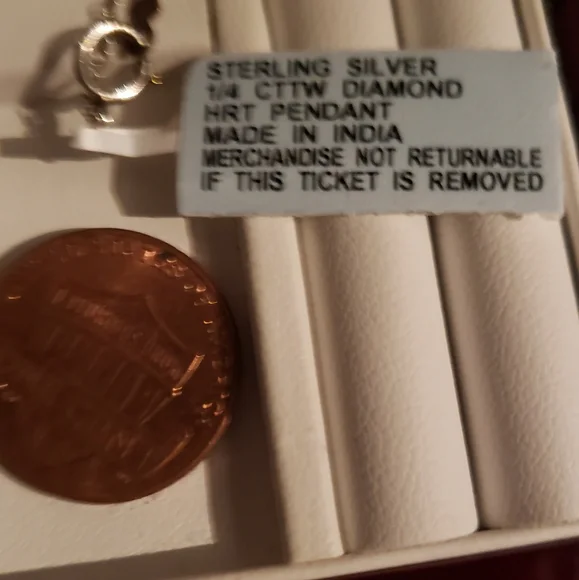 STERLING SILVER
1/4 CTTW DIAMOND
HRT PENDANT
MADE IN INDIA
MERCHANDISE NOT RETURNABLE
IF THIS TICKET IS REMOVED